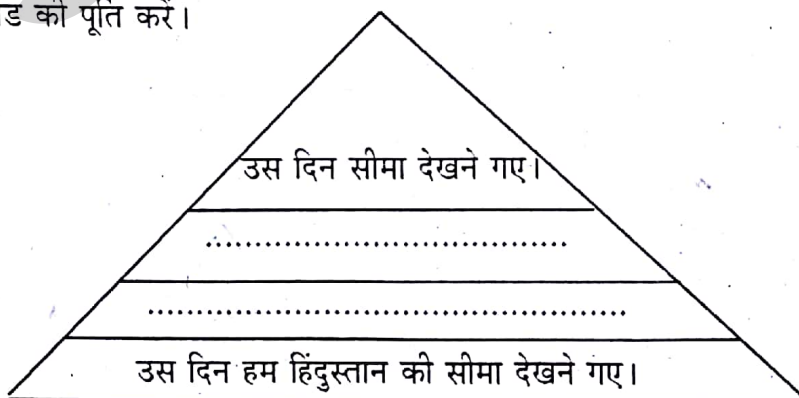 की पूर्ति करें।
उस दिन सीमा देखने गए।
.....................................
.................................................
उस दिन हम हिंदुस्तान की सीमा देखने गए।